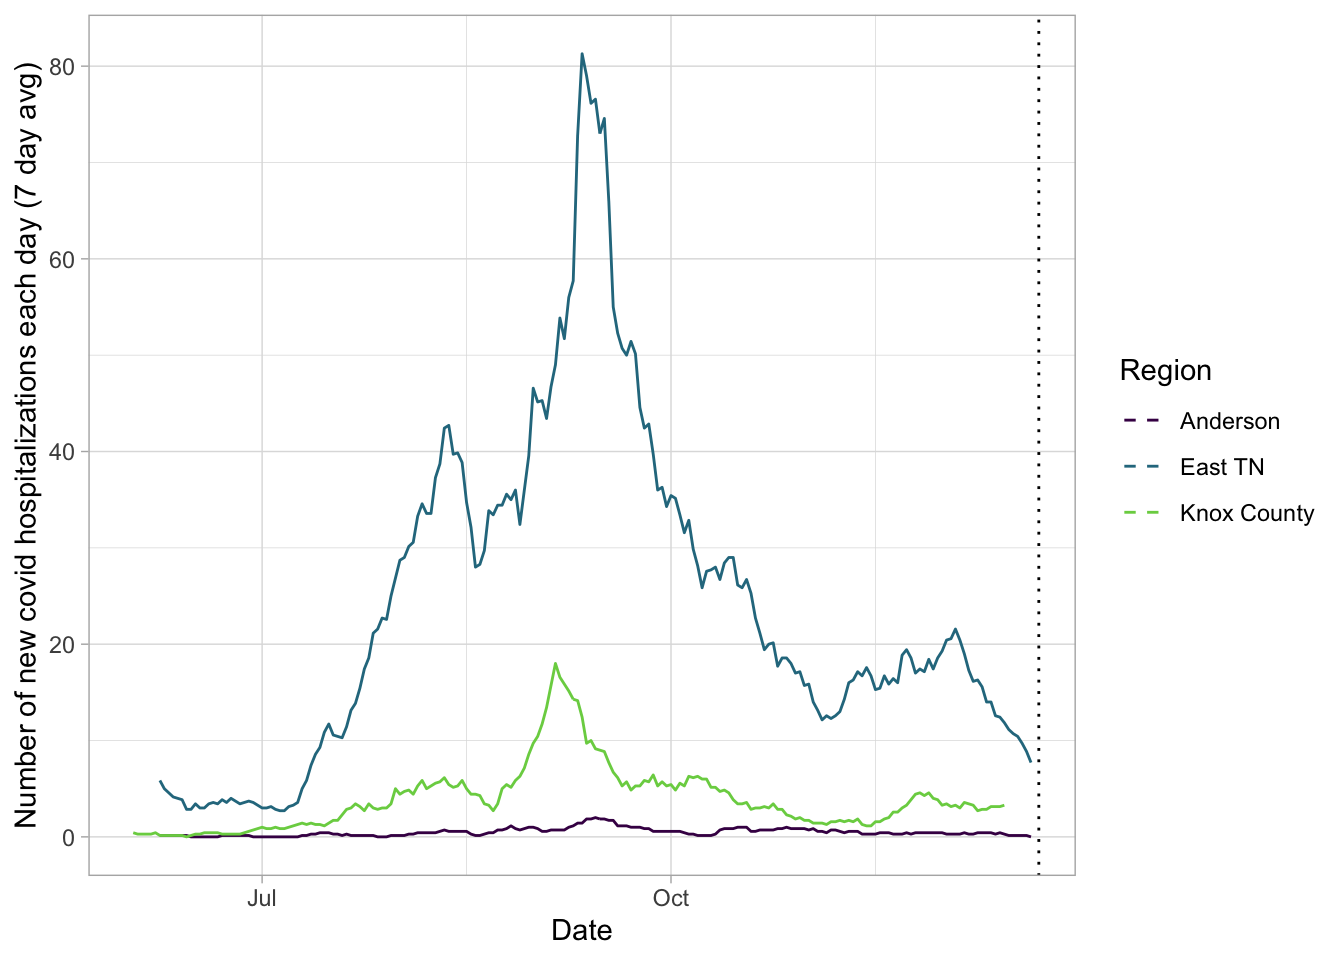 Number of new covid hospitalizations each day (7 day avg)
80
60
40
20
0
Jul
Oct
Date
Region
Anderson
East TN
Knox County